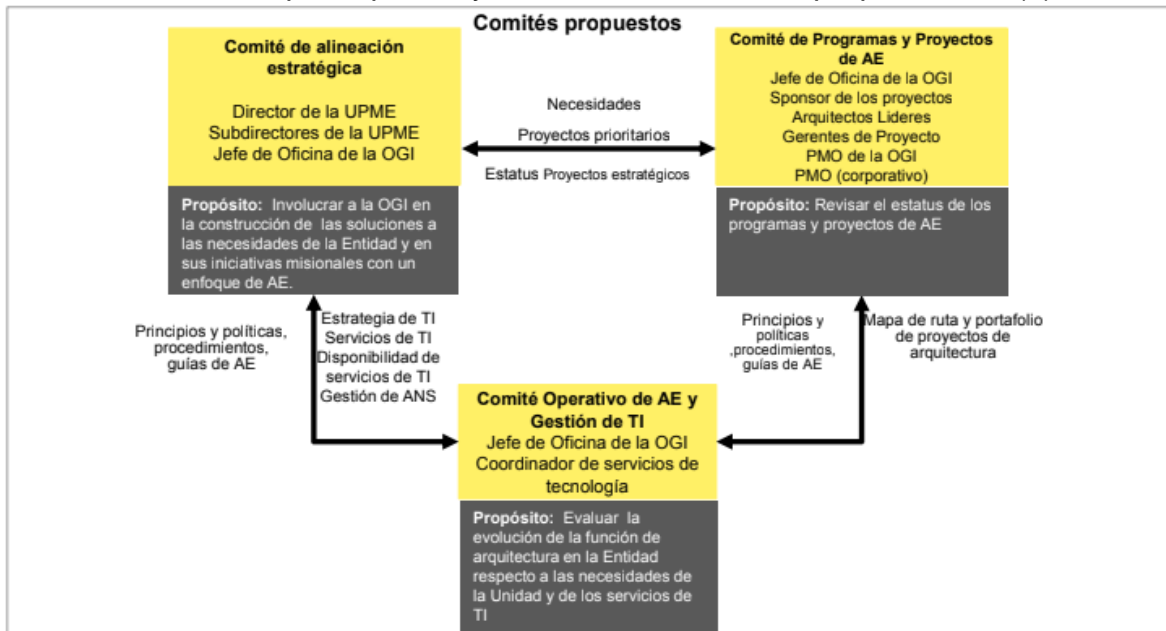 Comités propuestos
Comité de alineación
estratégica
Director de la UPME
Subdirectores de la UPME
Jefe de Oficina de la OGI
Propósito: Involucrar a la OGI en
la construcción de las soluciones a
las necesidades de la Entidad y en
sus iniciativas misionales con un
enfoque de AE.
Necesidades
Proyectos prioritarios
Estatus Proyectos estratégicos
Comité de Programas y Proyectos
de AE
Jefe de Oficina de la OGI
Sponsor de los proyectos
Arquitectos Lideres
Gerentes de Proyecto
PMO de la OGI
PMO (corporativo)
Propósito: Revisar el estatus de los
programas y proyectos de AE
Principios y políticas,
procedimientos,
guías de AE
Estrategia de TI
Servicios de TI
Disponibilidad de
servicios de TI
Gestión de ANS
Principios y
políticas
,procedimientos,
guías de AE
Mapa de ruta y portafolio
de proyectos de
arquitectura
Comité Operativo de AE y
Gestión de TI
Jefe de Oficina de la OGI
Coordinador de servicios de
tecnología
Propósito: Evaluar la
evolución de la función de
arquitectura en la Entidad
respecto a las necesidades de
la Unidad y de los servicios de
TI